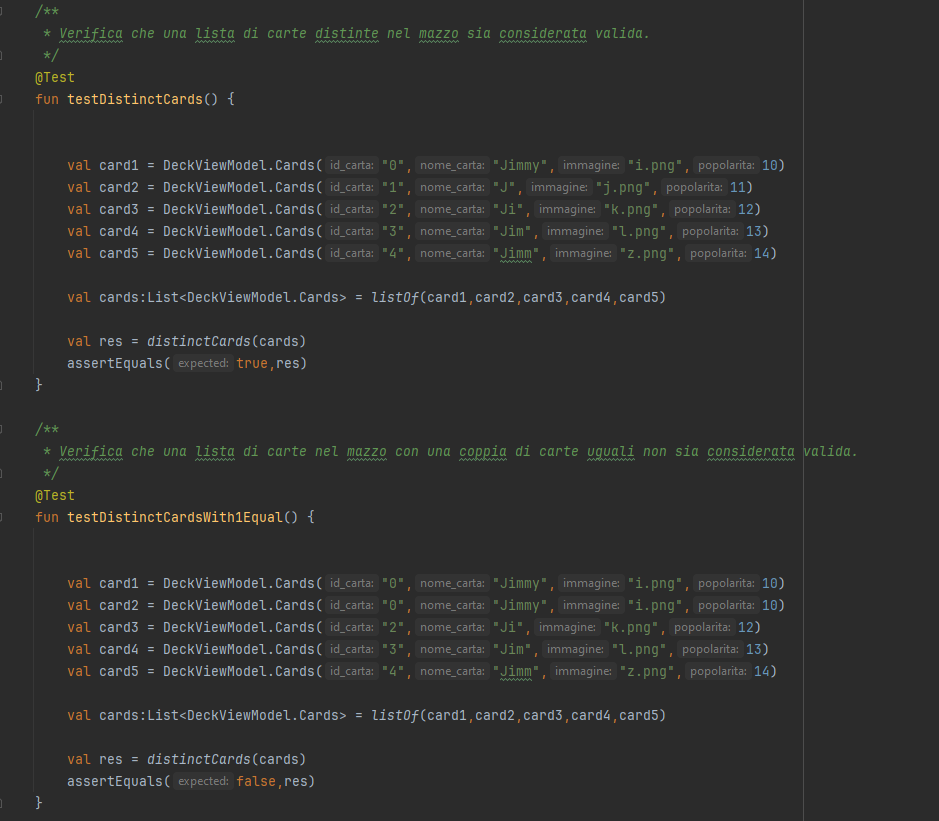 /**
* Verifica che una lista di carte distinte nel mazzo sia considerata valida.
*/
@Test
fun testDistinctCards() {
val card1 = DeckViewModel.Cards( id_carta: "0", nome_carta: "Jimmy", immagine: "i.png", popolarita: 10)
val card2 = DeckViewModel.Cards( id_carta: "1", nome_carta: "J", immagine: "j.png", popolarita: 11)
val card3 = DeckViewModel.Cards( id_carta: "2", nome_carta: "Ji", immagine: "k.png", popolarita: 12)
val card4 = DeckViewModel.Cards( id_carta: "3", nome_carta: "Jim", immagine: "l.png", popolarita: 13)
val card5 = DeckViewModel.Cards( id_carta: "4", nome_carta: "Jimm", immagine: "z.png", popolarita: 14)
val cards:List<DeckViewModel.Cards> = listOf(card1,card2,card3,card4,card5)
val res = distinctCards(cards)
assertEquals( expected: true,res)
}
/**
* Verifica che una lista di carte nel mazzo con una coppia di carte uguali non sia considerata valida.
*/
@Test
fun testDistinctCardsWith1Equal() {
val card1 = DeckViewModel.Cards( id_carta: "0", nome_carta: "Jimmy", immagine: "i.png", popolarita: 10)
val card2 = DeckViewModel.Cards( id_carta: "0", nome_carta: "Jimmy", immagine: "i.png", popolarita: 10)
val card3 = DeckViewModel.Cards( id_carta: "2", nome_carta: "Ji", immagine: "k.png", popolarita: 12)
val card4 = DeckViewModel.Cards( id_carta: "3", nome_carta: "Jim", immagine: "l.png", popolarita: 13)
val card5 = DeckViewModel.Cards( id_carta: "4", nome_carta: "Jimm", immagine: "z.png", popolarita: 14)
val cards:List<DeckViewModel.Cards> = listOf(card1,card2,card3,card4,card5)
val res = distinctCards(cards)
assertEquals( expected: false,res)
}